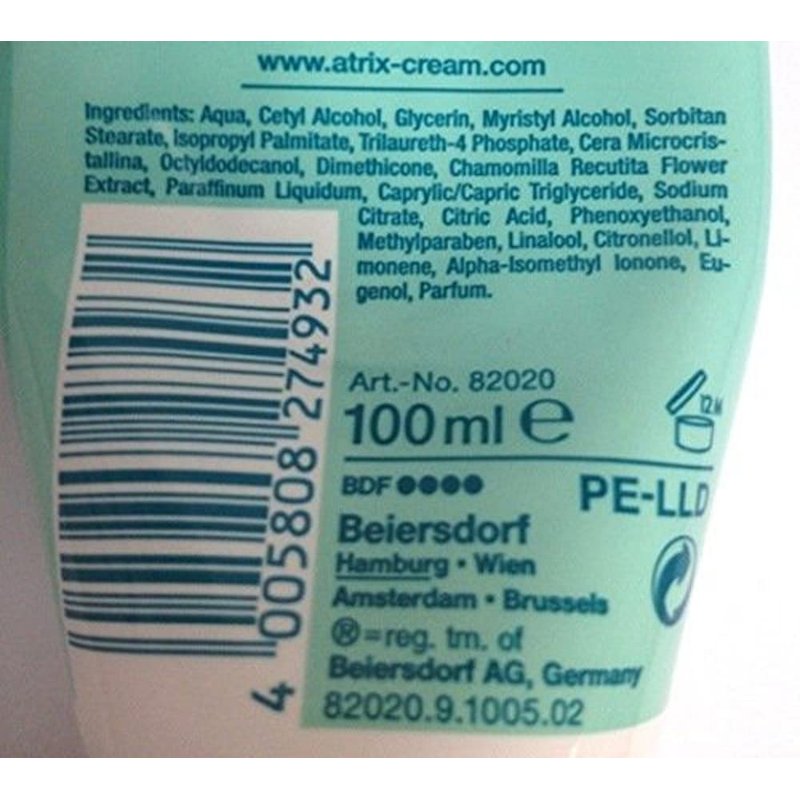 www.atrix-cream.com
Ingredients: Aqua, Cetyl Alcohol, Glycerin, Myristyl Alcohol, Sorbitan
Stearate, Isopropyl Palmitate, Trilaureth-4 Phosphate, Cera Microcris-
tallina, Octyldodecanol, Dimethicone, Chamomilla Recutita Flower
Extract, Paraffinum Liquidum, Caprylic/Capric Triglyceride, Sodium
Citrate, Citric Acid, Phenoxyethanol,
Methylparaben, Linalool, Citronellol, Li-
monene, Alpha-Isomethyl Ionone, Eu-
genol, Parfum.
4 005808 274932
Art.-No. 82020
100 ml e
12M
BDF ●●●●
PE-LLD
Beiersdorf
Hamburg • Wien
Amsterdam • Brussels
®=reg. tm. of
Beiersdorf AG, Germany
82020.9.1005.02